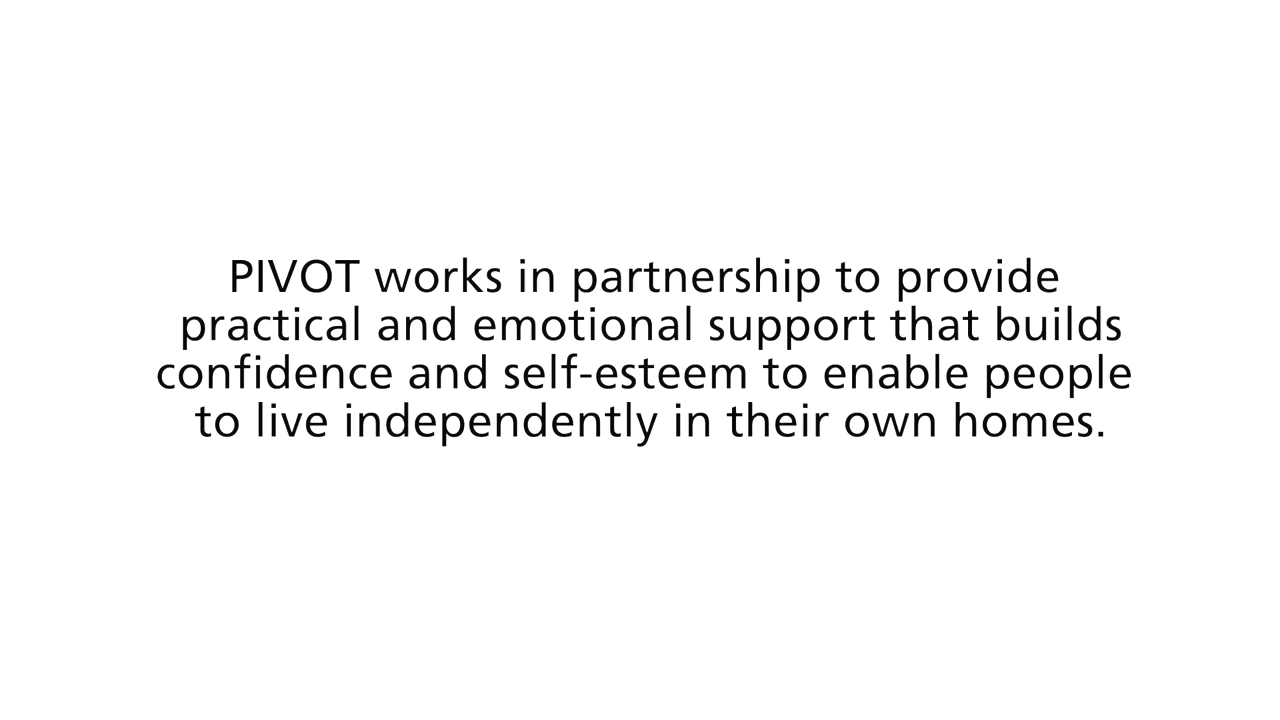 PIVOT works in partnership to provide
practical and emotional support that builds
confidence and self-esteem to enable people
to live independently in their own homes.